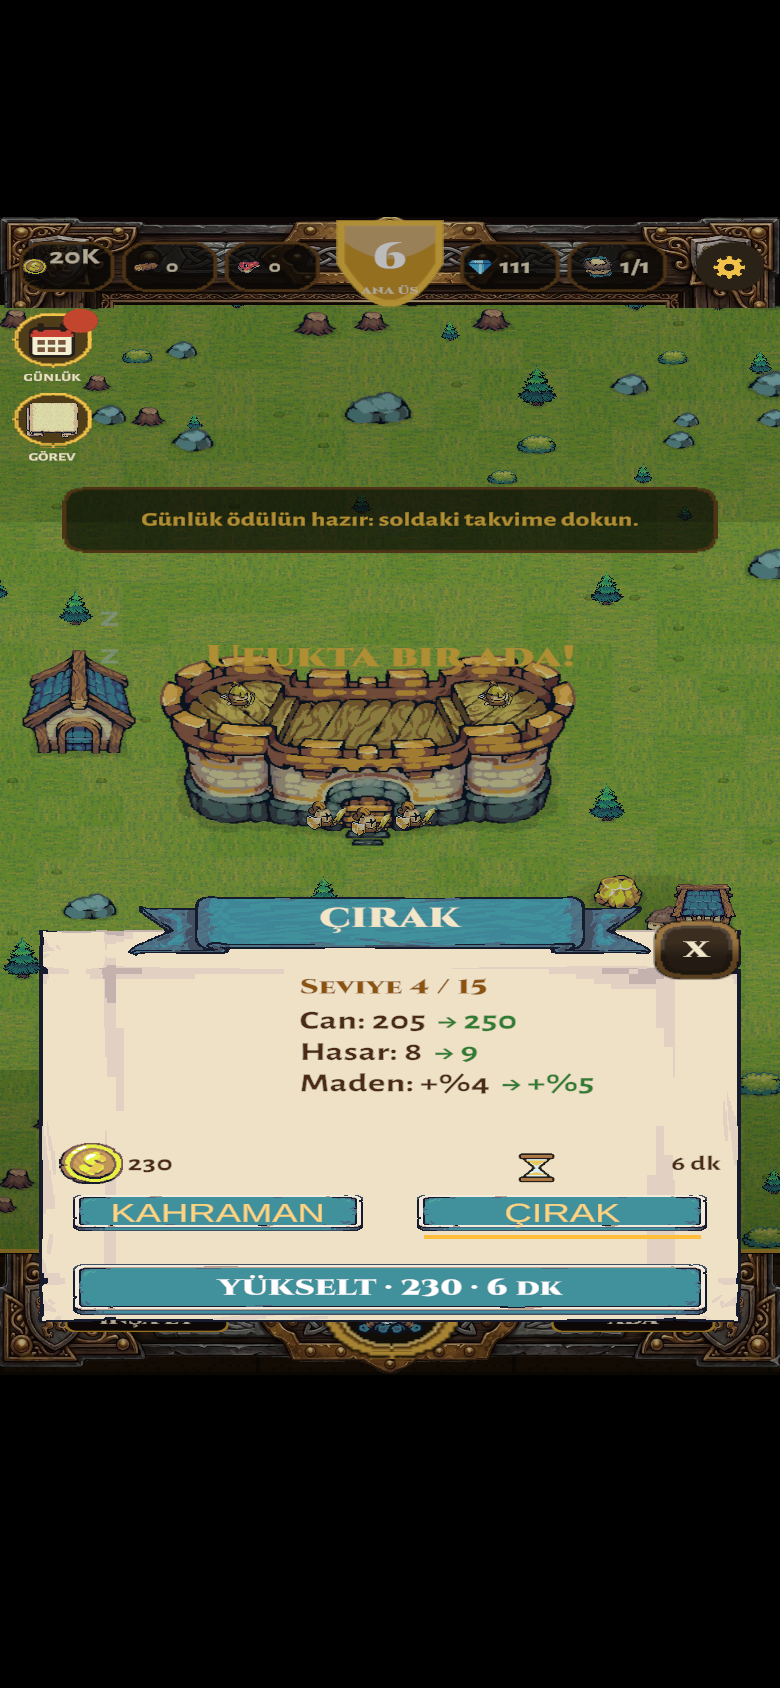 20K
0
0
6
ANA ÜS
111
1/1
GÜNLÜK
GÖREV
Günlük ödülün hazır: soldaki takvime dokun.
Z
Z
UFUKTA BIR ADA!
ÇIRAK
X
SEVIYE 4 / 15
Can: 205 → 250
Hasar: 8 → 9
Maden: +%4 → +%5
230
6 dk
KAHRAMAN
ÇIRAK
YÜKSELT · 230 · 6 DK